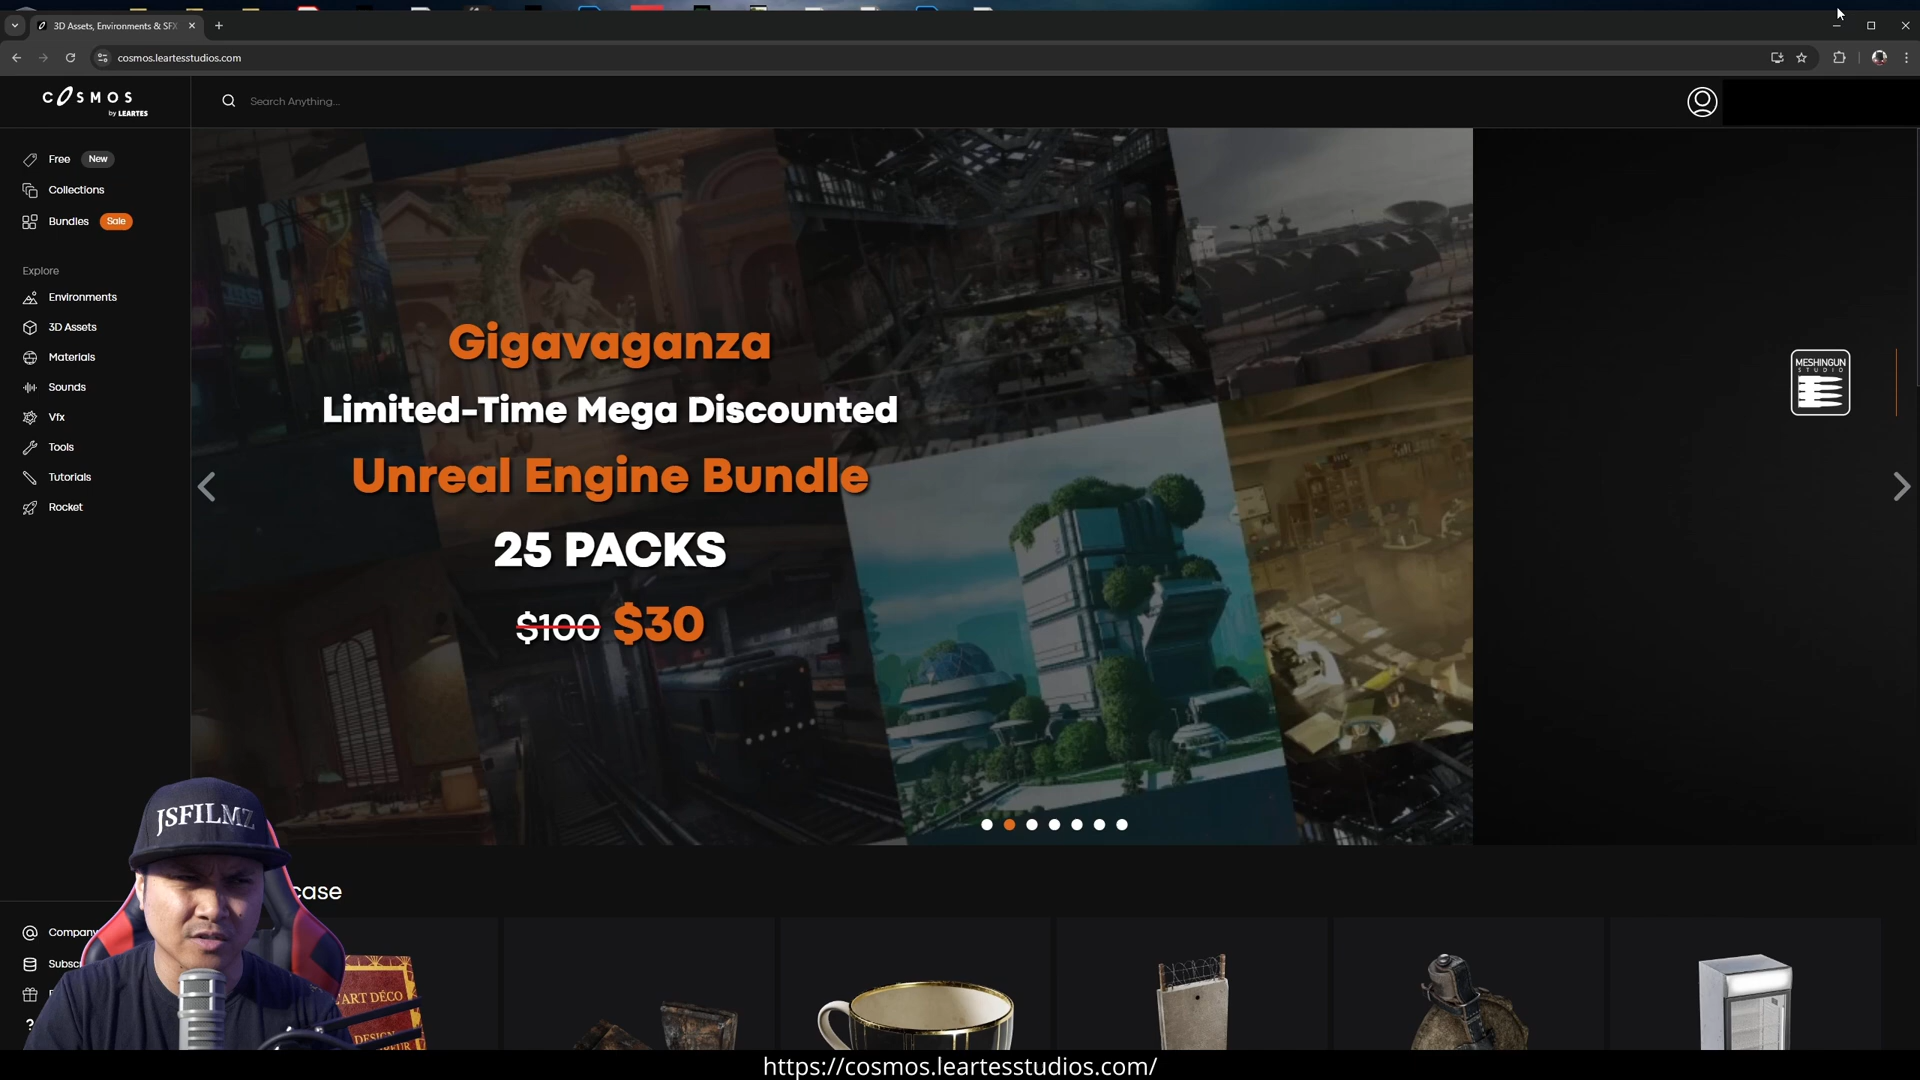 3D Assets, Environments & SFX
cosmos.leartesstudios.com
COSMOS
by LEARTES
Search Anything...
Free New
Collections
Bundles Sale
Explore
Environments
3D Assets
Materials
Sounds
Vfx
Tools
Tutorials
Rocket
Gigavaganza
Limited-Time Mega Discounted
Unreal Engine Bundle
25 PACKS
$100 $30
MESHINGUN
STUDIO
case
Company
Subsc
JSFILMZ
L'ART DÉCO
DESIGN
https://cosmos.leartesstudios.com/